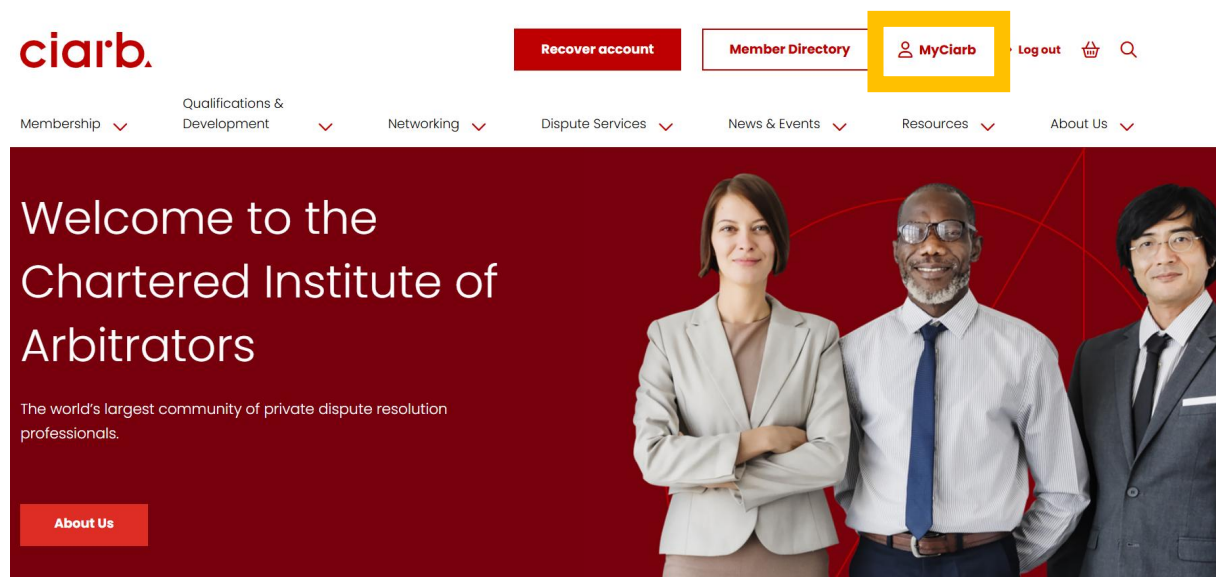 ciarb.
Recover account
Member Directory
MyCiarb
Log out
Membership
Qualifications &
Development
Networking
Dispute Services
News & Events
Resources
About Us
Welcome to the
Chartered Institute of
Arbitrators
The world's largest community of private dispute resolution
professionals.
About Us